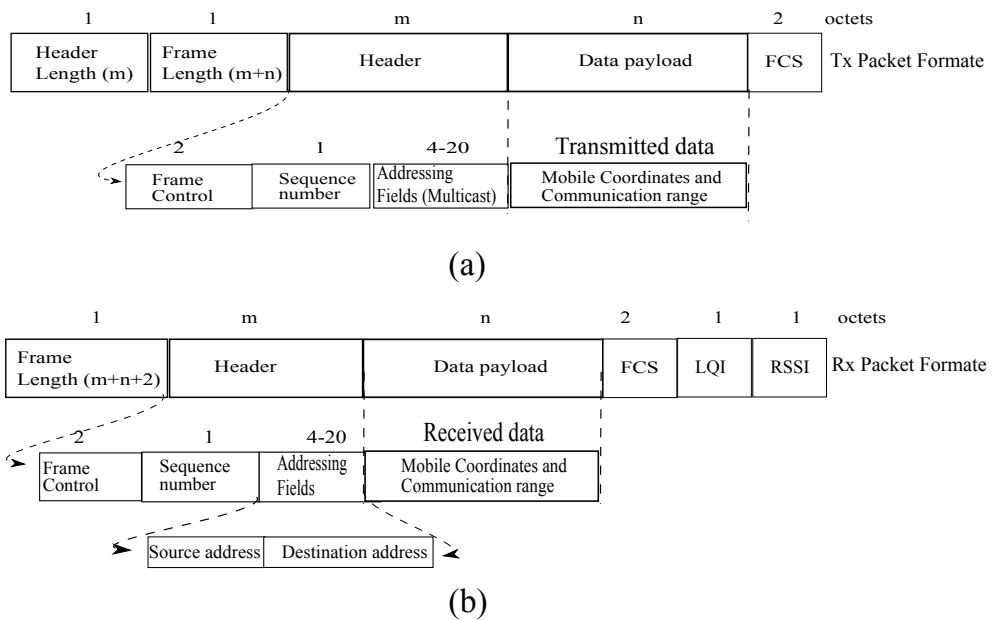 1 1 m n 2 octets
Header Length (m) Frame Length (m+n) Header Data payload FCS Tx Packet Formate
2 1 4-20 Transmitted data
Frame Control Sequence number Addressing Fields (Multicast) Mobile Coordinates and Communication range
(a)
1 m n 2 1 1 octets
Frame Length (m+n+2) Header Data payload FCS LQI RSSI Rx Packet Formate
2 1 4-20 Received data
Frame Control Sequence number Addressing Fields Mobile Coordinates and Communication range
Source address Destination address
(b)